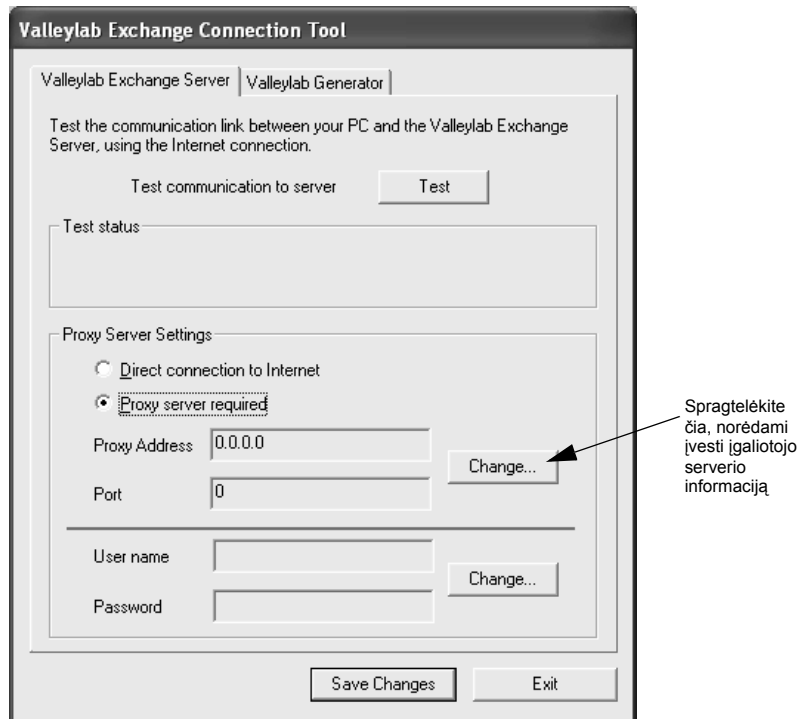 Valleylab Exchange Connection Tool
Valleylab Exchange Server
Valleylab Generator
Test the communication link between your PC and the Valleylab Exchange
Server, using the Internet connection.
Test communication to server
Test
Test status
Proxy Server Settings
Direct connection to Internet
Proxy server required
Proxy Address
0.0.0.0
Change...
Port
0
User name
Change...
Password
Save Changes
Exit
Spragtelėkite
čia, norėdami
įvesti įgaliotojo
serverio
informaciją